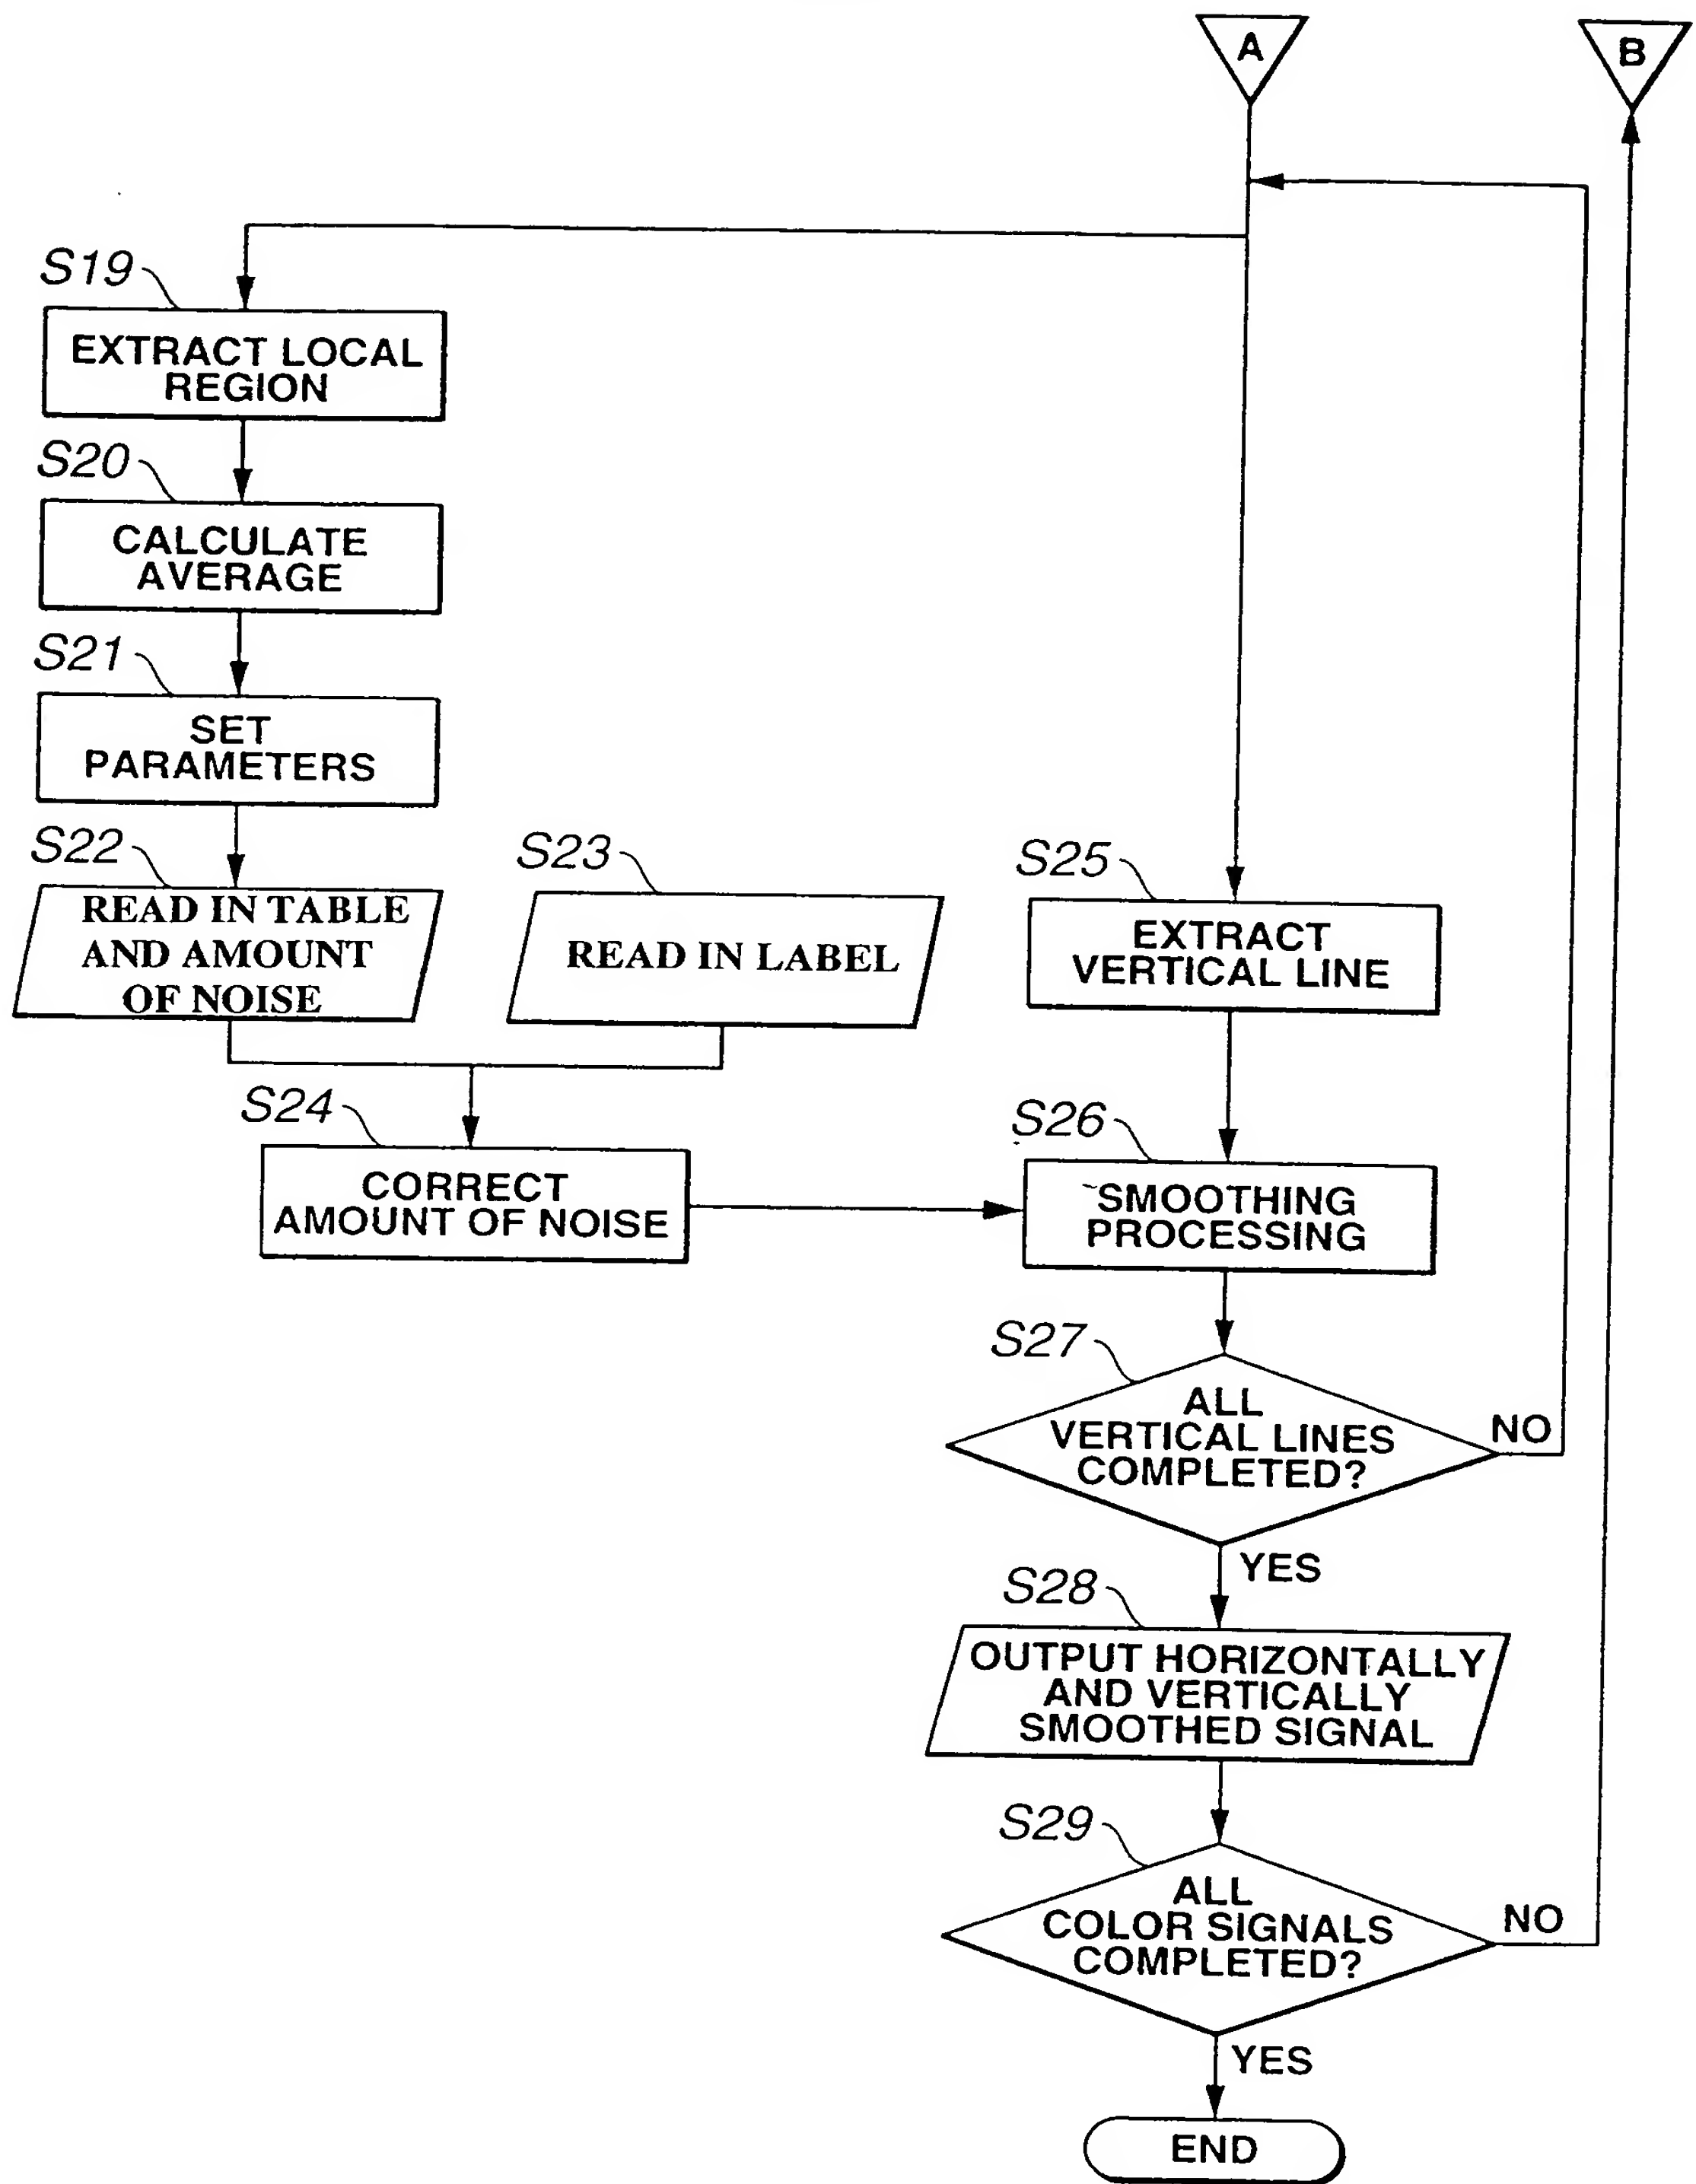 A
B
S19
EXTRACT LOCAL
REGION
S20
CALCULATE
AVERAGE
S21
SET
PARAMETERS
S22
READ IN TABLE
AND AMOUNT
OF NOISE
S23
READ IN LABEL
S24
CORRECT
AMOUNT OF NOISE
S25
EXTRACT
VERTICAL LINE
S26
SMOOTHING
PROCESSING
S27
ALL
VERTICAL LINES
COMPLETED?
NO
YES
S28
OUTPUT HORIZONTALLY
AND VERTICALLY
SMOOTHED SIGNAL
S29
ALL
COLOR SIGNALS
COMPLETED?
NO
YES
END